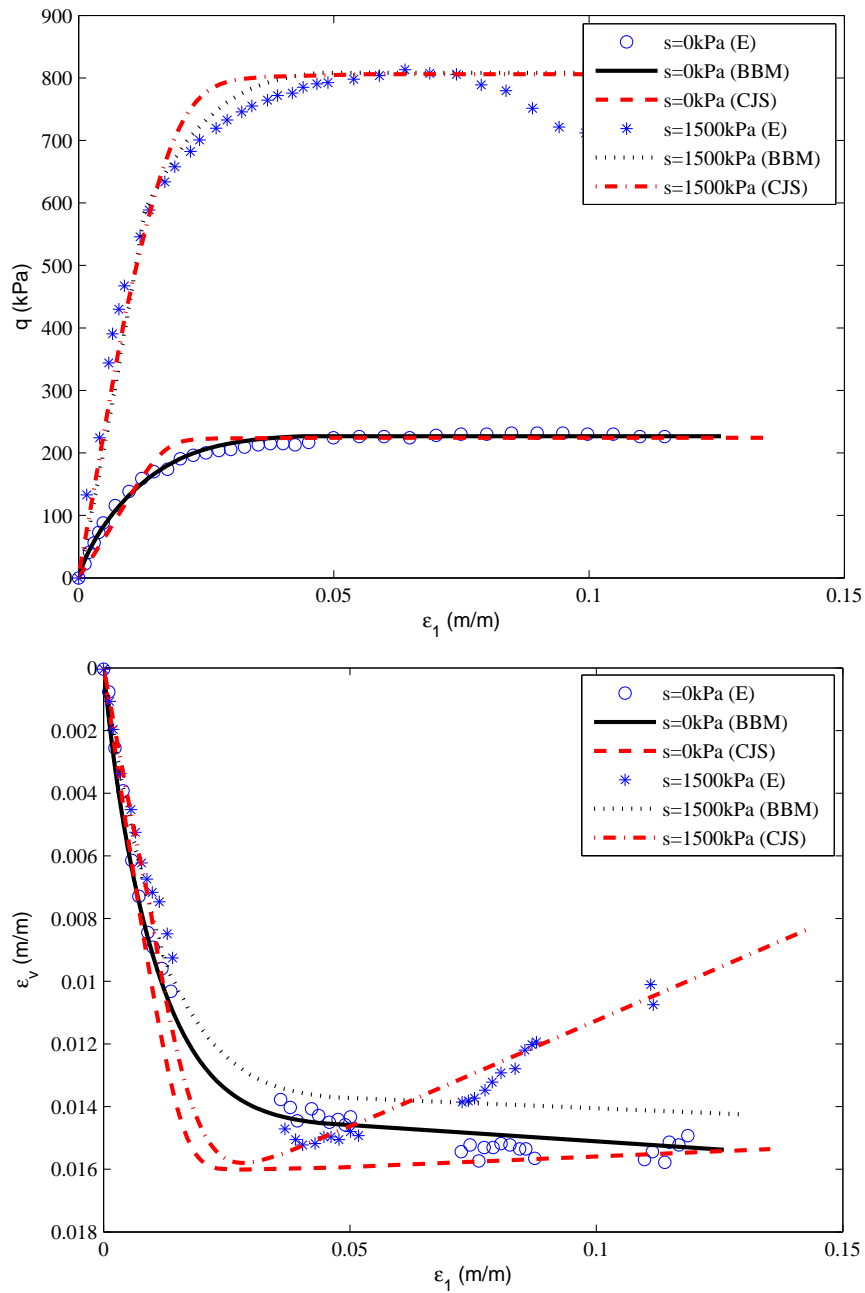 900
800
700
600
500
400
300
200
100
0
q (kPa)
0
0.05
0.1
0.15
ε1 (m/m)
s=0kPa (E)
s=0kPa (BBM)
s=0kPa (CJS)
s=1500kPa (E)
s=1500kPa (BBM)
s=1500kPa (CJS)
0
0.002
0.004
0.006
0.008
0.01
0.012
0.014
0.016
0.018
εv (m/m)
0
0.05
0.1
0.15
ε1 (m/m)
s=0kPa (E)
s=0kPa (BBM)
s=0kPa (CJS)
s=1500kPa (E)
s=1500kPa (BBM)
s=1500kPa (CJS)